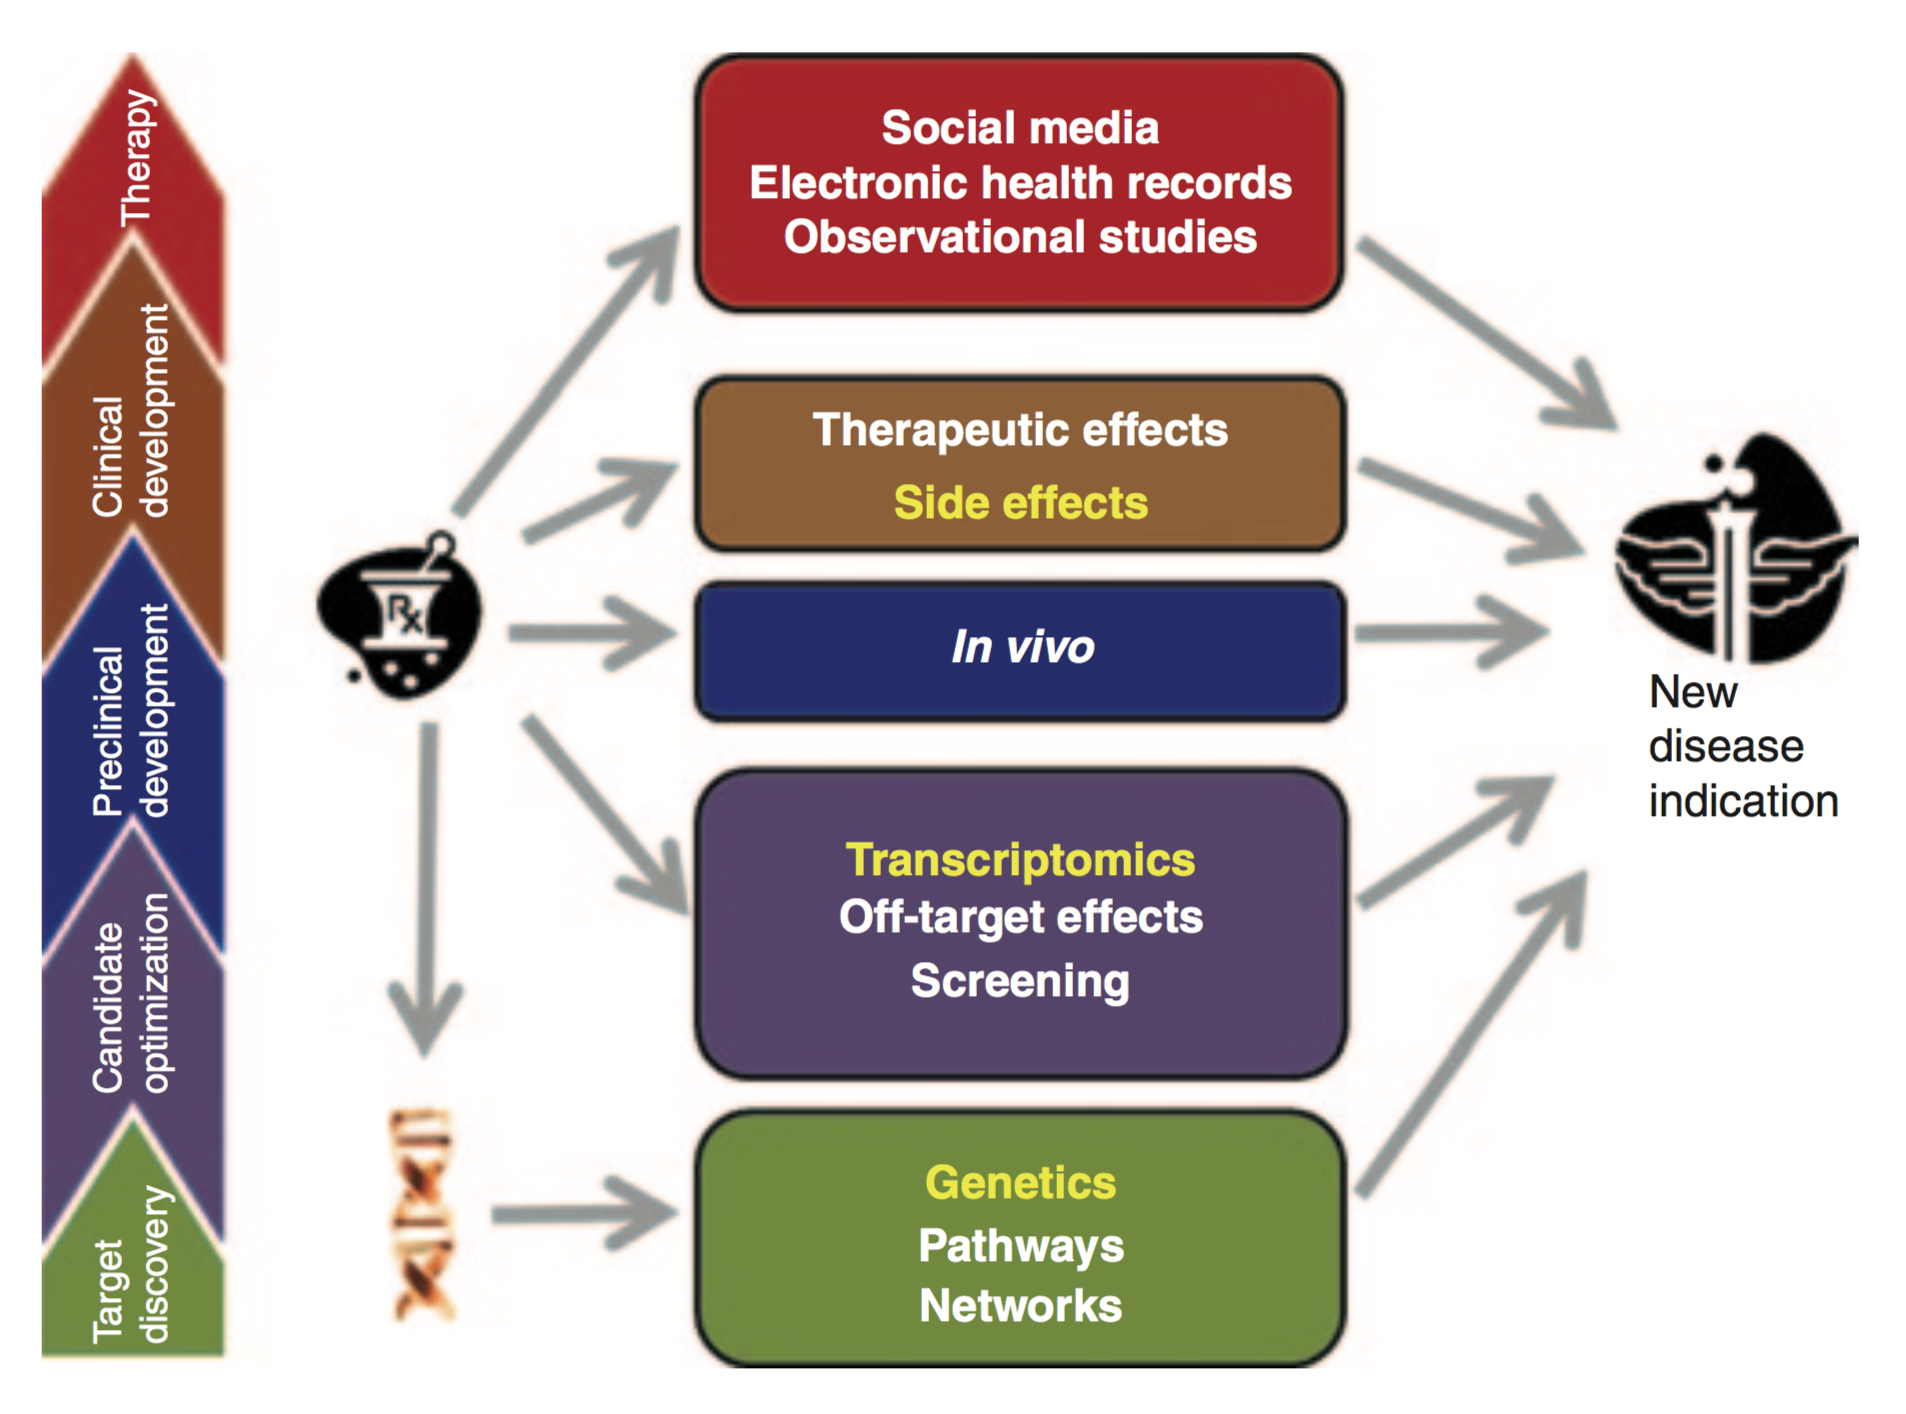 Therapy
Clinical
development
Preclinical
development
Candidate
optimization
Target
discovery
Rx
Social media
Electronic health records
Observational studies
Therapeutic effects
Side effects
In vivo
Transcriptomics
Off-target effects
Screening
Genetics
Pathways
Networks
New
disease
indication